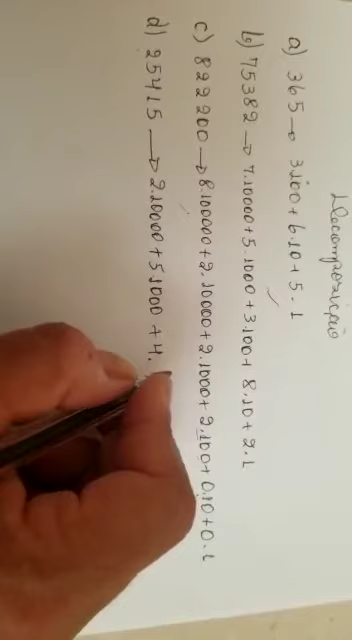 Decomposição
a) 365 → 3.100 + 6.10 + 5.1
b) 75382 → 7.10000 + 5.1000 + 3.100 + 8.10 + 2.1
c) 822200 → 8.100000 + 2.10000 + 2.1000 + 2.100 + 0.10 + 0.1
d) 25415 → 2.10000 + 5.1000 + 4.